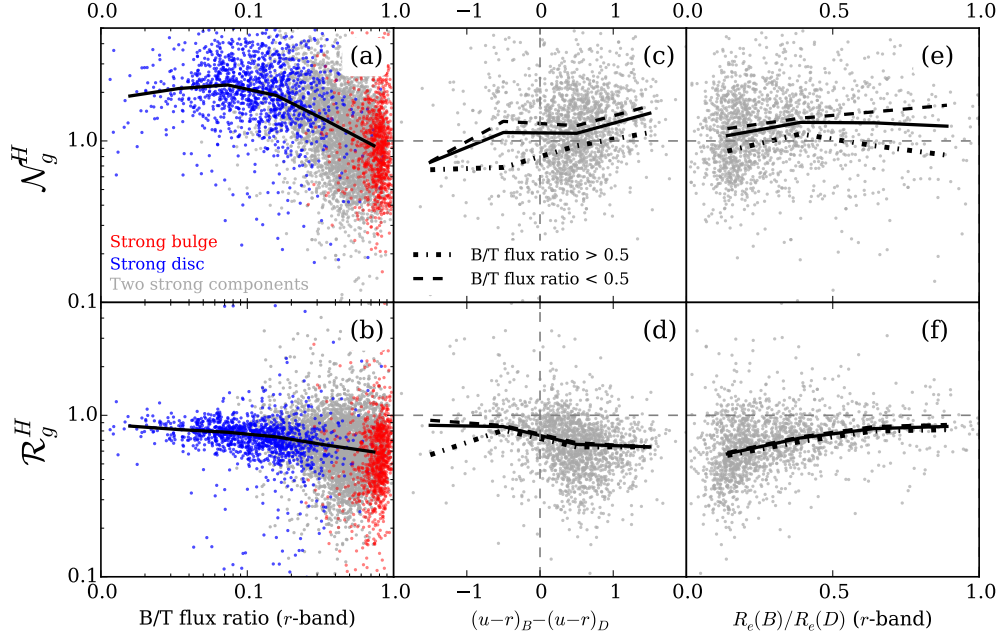 0.0 0.1 1.0 −1 0 1 0.0 0.5 1.0
(a) (c) (e)
𝒩_g^H
1.0
Strong bulge
Strong disc
Two strong components
B/T flux ratio > 0.5
B/T flux ratio < 0.5
0.1
(b) (d) (f)
ℛ_g^H
1.0
0.1
0.0 0.1 1.0 −1 0 1 0.0 0.5 1.0
B/T flux ratio (r-band) (u−r)_B−(u−r)_D R_e(B)/R_e(D) (r-band)